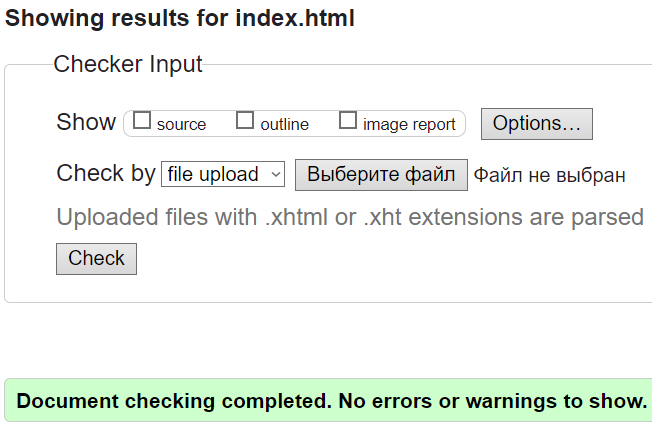 Showing results for index.html
Checker Input
Show source outline image report Options...
Check by file upload Выберите файл Файл не выбран
Uploaded files with .xhtml or .xht extensions are parsed
Check
Document checking completed. No errors or warnings to show.